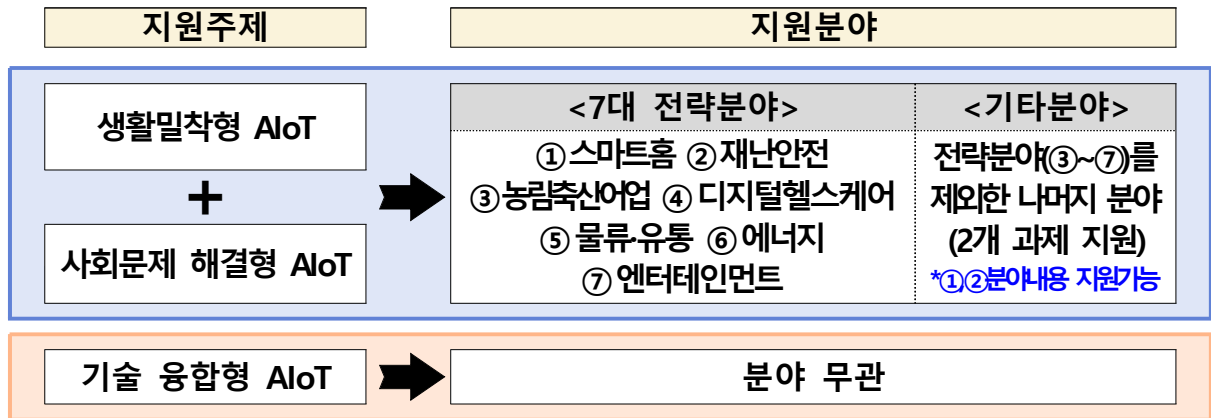 지원주제
지원분야
생활밀착형 AIoT
+
사회문제 해결형 AIoT
<7대 전략분야>
①스마트홈 ②재난안전
③농림축산어업 ④디지털헬스케어
⑤물류·유통 ⑥에너지
⑦엔터테인먼트
<기타분야>
전략분야(③~⑦)를
제외한 나머지 분야
(2개 과제 지원)
*①,②분야내용 지원가능
기술 융합형 AIoT
분야 무관